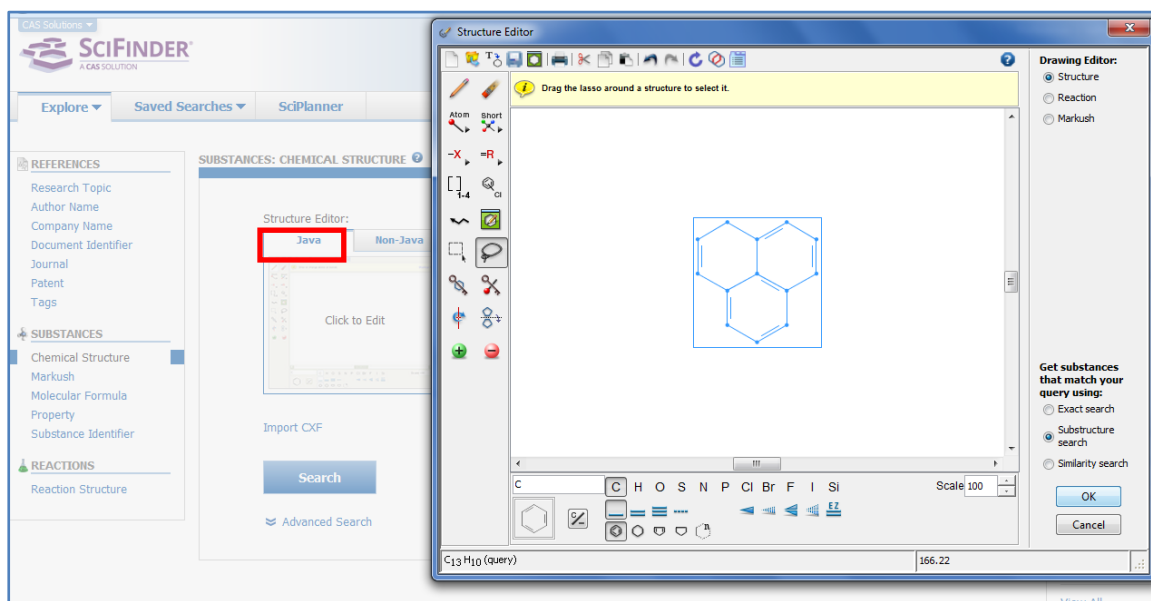 CAS Solutions
SCIFINDER®
A CAS SOLUTION
Explore
Saved Searches
SciPlanner
REFERENCES
Research Topic
Author Name
Company Name
Document Identifier
Journal
Patent
Tags
SUBSTANCES
Chemical Structure
Markush
Molecular Formula
Property
Substance Identifier
REACTIONS
Reaction Structure
SUBSTANCES: CHEMICAL STRUCTURE ?
Structure Editor:
Java
Non-Java
Click to Edit
Import CXF
Search
Advanced Search
Structure Editor
Drag the lasso around a structure to select it.
Atom
Short
-X
=R
[ ]1-4
Cl
C
C H O S N P Cl Br F I Si
Scale 100
EZ
n
C13H10 (query)
166.22
Drawing Editor:
Structure
Reaction
Markush
Get substances
that match your
query using:
Exact search
Substructure
search
Similarity search
OK
Cancel